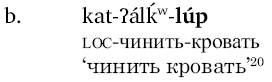 b. kat-ʔálḱʷ-lúp
LOC-чинить-кровать
‘чинить кровать’²⁰